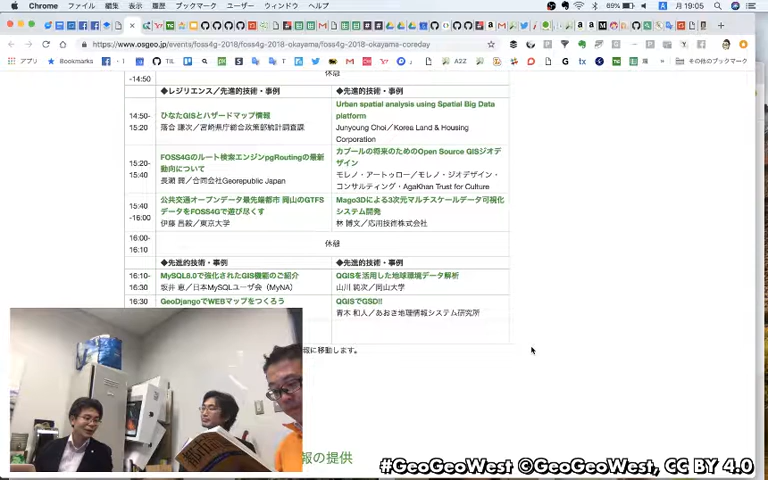 Chrome ファイル 編集 表示 履歴 ブックマーク ユーザー ウィンドウ ヘルプ
69% 月 19:05
https://www.osgeo.jp/events/foss4g-2018/foss4g-2018-okayama/foss4g-2018-okayama-coreday
アプリ ★ Bookmarks TIL A2Z その他のブックマーク
-14:50 休憩
◆レジリエンス／先進的技術・事例 ◆先進的技術・事例
14:50-
15:20
ひなたGISとハザードマップ情報
落合 謙次／宮崎県庁総合政策部統計調査課
Urban spatial analysis using Spatial Big Data
platform
Junyoung Choi／Korea Land & Housing
Corporation
15:20-
15:40
FOSS4Gのルート検索エンジンpgRoutingの最新
動向について
長瀬 興／合同会社Georepublic Japan
カブールの将来のためのOpen Source GISジオデ
ザイン
モレノ・アートゥロー／モレノ・ジオデザイン・
コンサルティング・AgaKhan Trust for Culture
15:40
-16:00
公共交通オープンデータ最先端都市 岡山のGTFS
データをFOSS4Gで遊び尽くす
伊藤 昌毅／東京大学
Mago3Dによる3次元マルチスケールデータ可視化
システム開発
林 博文／応用技術株式会社
16:00-
16:10
休憩
◆先進的技術・事例 ◆先進的技術・事例
16:10-
16:30
MySQL8.0で強化されたGIS機能のご紹介
坂井 恵／日本MySQLユーザ会（MyNA）
QGISを活用した地球環境データ解析
山川 純次／岡山大学
16:30
GeoDjangoでWEBマップをつくろう
QGISでGSD!!
青木 和人／あおき地理情報システム研究所
報に移動します。
報の提供
#GeoGeoWest ©GeoGeoWest, CC BY 4.0